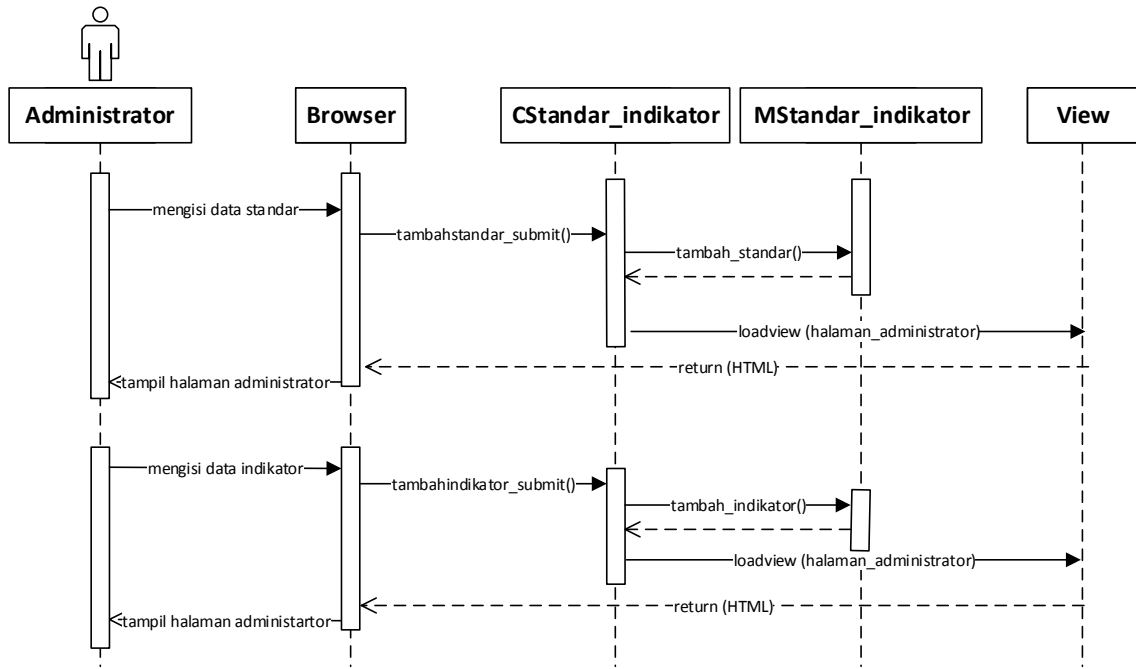 Administrator
Browser
CStandar_indikator
MStandar_indikator
View
mengisi data standar
tambahstandar_submit()
tambah_standar()
loadview (halaman_administrator)
return (HTML)
tampil halaman administrator
mengisi data indikator
tambahindikator_submit()
tambah_indikator()
loadview (halaman_administrator)
return (HTML)
tampil halaman administartor